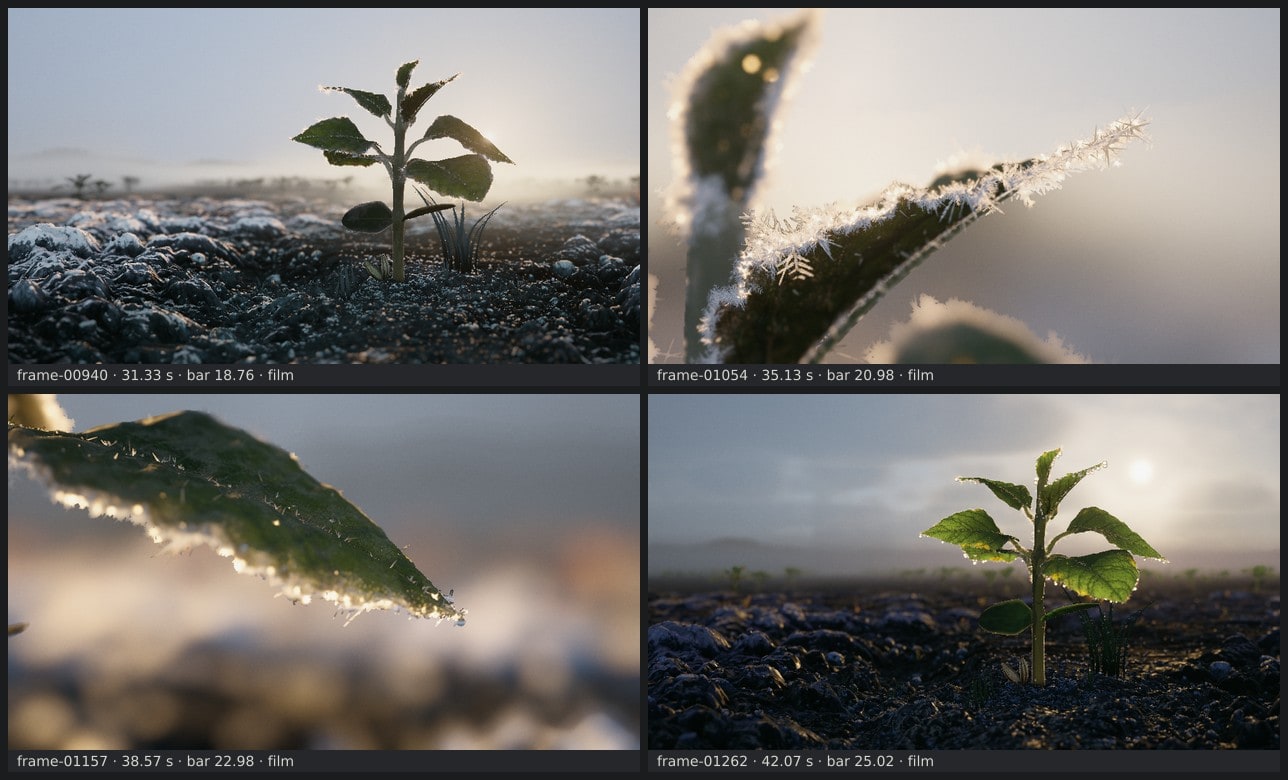 frame-00940 · 31.33 s · bar 18.76 · film
frame-01054 · 35.13 s · bar 20.98 · film
frame-01157 · 38.57 s · bar 22.98 · film
frame-01262 · 42.07 s · bar 25.02 · film